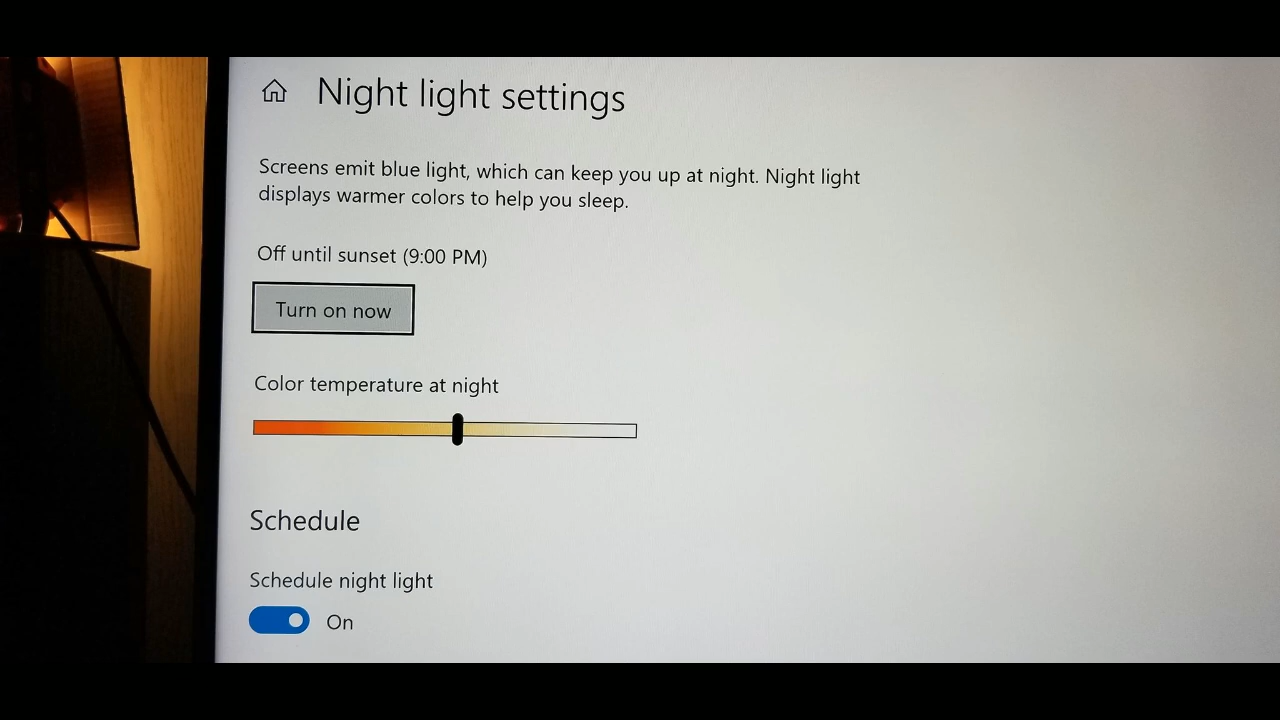 Night light settings
Screens emit blue light, which can keep you up at night. Night light
displays warmer colors to help you sleep.
Off until sunset (9:00 PM)
Turn on now
Color temperature at night
Schedule
Schedule night light
On